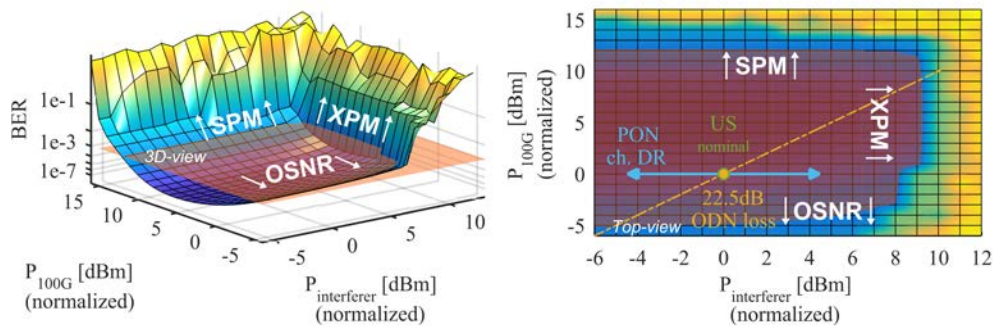 BER
1e-1
1e-3
1e-7
15
10
5
0
-5
-5
0
5
10
↑ SPM ↑
↑ XPM ↑
↓ OSNR ↓
3D-view
P100G [dBm]
(normalized)
Pinterferer [dBm]
(normalized)
P100G [dBm]
(normalized)
15
10
5
0
-5
↑ SPM ↑
↑ XPM ↑
US
nominal
PON
ch. DR
22.5dB
ODN loss
↓ OSNR ↓
Top-view
-6
-4
-2
0
2
4
6
8
10
12
Pinterferer [dBm]
(normalized)